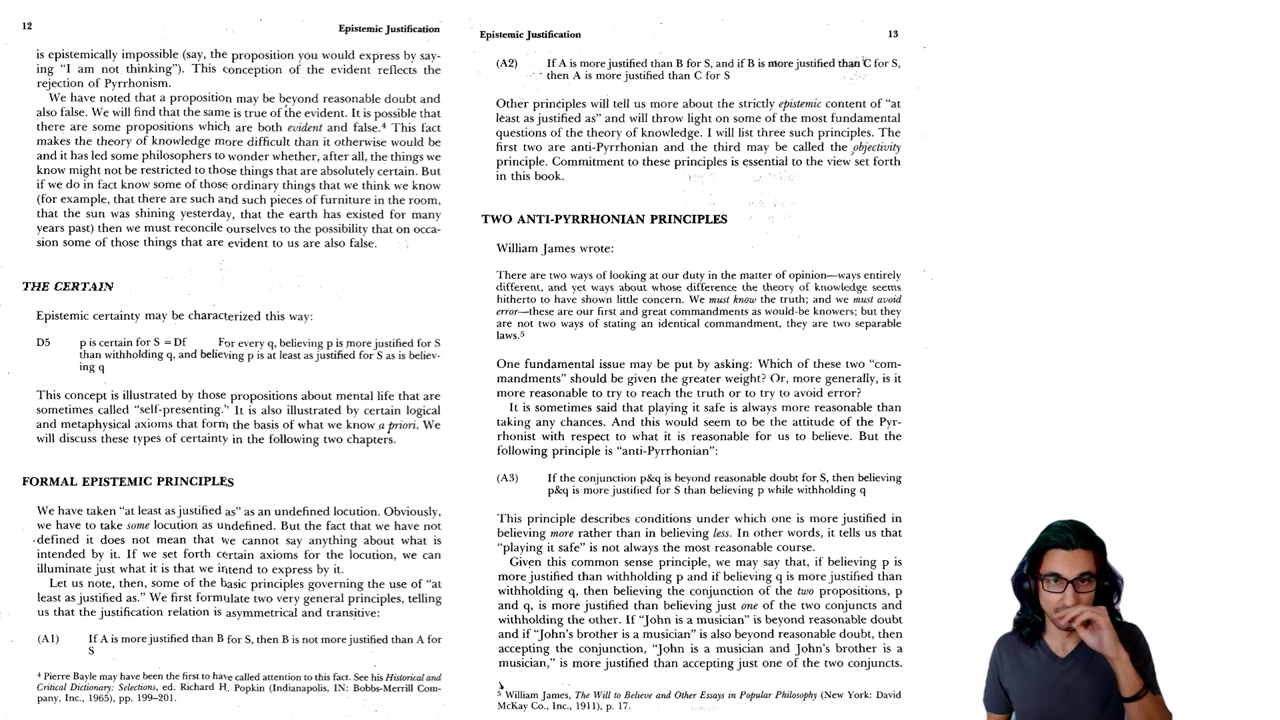 12
Epistemic Justification
is epistemically impossible (say, the proposition you would express by say-
ing “I am not thinking”). This conception of the evident reflects the
rejection of Pyrrhonism.
We have noted that a proposition may be beyond reasonable doubt and
also false. We will find that the same is true of the evident. It is possible that
there are some propositions which are both evident and false.⁴ This fact
makes the theory of knowledge more difficult than it otherwise would be
and it has led some philosophers to wonder whether, after all, the things we
know might not be restricted to those things that are absolutely certain. But
if we do in fact know some of those ordinary things that we think we know
(for example, that there are such and such pieces of furniture in the room,
that the sun was shining yesterday, that the earth has existed for many
years past) then we must reconcile ourselves to the possibility that on occa-
sion some of those things that are evident to us are also false.
THE CERTAIN
Epistemic certainty may be characterized this way:
D5 p is certain for S = Df For every q, believing p is more justified for S
than withholding q, and believing p is at least as justified for S as is believ-
ing q
This concept is illustrated by those propositions about mental life that are
sometimes called “self-presenting.” It is also illustrated by certain logical
and metaphysical axioms that form the basis of what we know a priori. We
will discuss these types of certainty in the following two chapters.
FORMAL EPISTEMIC PRINCIPLES
We have taken “at least as justified as” as an undefined locution. Obviously,
we have to take some locution as undefined. But the fact that we have not
defined it does not mean that we cannot say anything about what is
intended by it. If we set forth certain axioms for the locution, we can
illuminate just what it is that we intend to express by it.
Let us note, then, some of the basic principles governing the use of “at
least as justified as.” We first formulate two very general principles, telling
us that the justification relation is asymmetrical and transitive:
(A1) If A is more justified than B for S, then B is not more justified than A for
S
⁴ Pierre Bayle may have been the first to have called attention to this fact. See his Historical and
Critical Dictionary: Selections, ed. Richard H. Popkin (Indianapolis, IN: Bobbs-Merrill Com-
pany, Inc., 1965), pp. 199–201.
Epistemic Justification
13
(A2) If A is more justified than B for S, and if B is more justified than C for S,
then A is more justified than C for S
Other principles will tell us more about the strictly epistemic content of “at
least as justified as” and will throw light on some of the most fundamental
questions of the theory of knowledge. I will list three such principles. The
first two are anti-Pyrrhonian and the third may be called the objectivity
principle. Commitment to these principles is essential to the view set forth
in this book.
TWO ANTI-PYRRHONIAN PRINCIPLES
William James wrote:
There are two ways of looking at our duty in the matter of opinion—ways entirely
different, and yet ways about whose difference the theory of knowledge seems
hitherto to have shown little concern. We must know the truth; and we must avoid
error—these are our first and great commandments as would-be knowers; but they
are not two ways of stating an identical commandment, they are two separable
laws.⁵
One fundamental issue may be put by asking: Which of these two “com-
mandments” should be given the greater weight? Or, more generally, is it
more reasonable to try to reach the truth or to try to avoid error?
It is sometimes said that playing it safe is always more reasonable than
taking any chances. And this would seem to be the attitude of the Pyr-
rhonist with respect to what it is reasonable for us to believe. But the
following principle is “anti-Pyrrhonian”:
(A3) If the conjunction p&q is beyond reasonable doubt for S, then believing
p&q is more justified for S than believing p while withholding q
This principle describes conditions under which one is more justified in
believing more rather than in believing less. In other words, it tells us that
“playing it safe” is not always the most reasonable course.
Given this common sense principle, we may say that, if believing p is
more justified than withholding p and if believing q is more justified than
withholding q, then believing the conjunction of the two propositions, p
and q, is more justified than believing just one of the two conjuncts and
withholding the other. If “John is a musician” is beyond reasonable doubt
and if “John’s brother is a musician” is also beyond reasonable doubt, then
accepting the conjunction, “John is a musician and John’s brother is a
musician,” is more justified than accepting just one of the two conjuncts.
⁵ William James, The Will to Believe and Other Essays in Popular Philosophy (New York: David
McKay Co., Inc., 1911), p. 17.